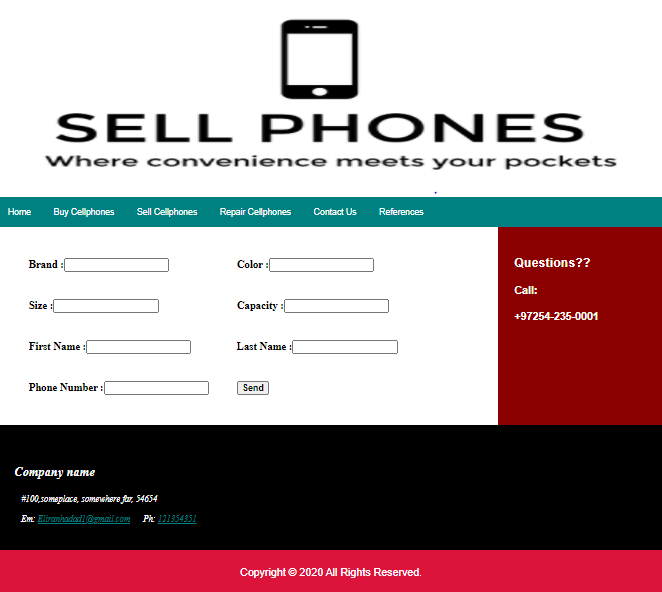 SELL PHONES
Where convenience meets your pockets
Home Buy Cellphones Sell Cellphones Repair Cellphones Contact Us References
Brand : Color :
Size : Capacity :
First Name : Last Name :
Phone Number : Send
Questions??
Call:
+97254-235-0001
Company name
#100,someplace, somewhere far, 54654
Em: Eliranhadad1@gmail.com Ph: 121354351
Copyright © 2020 All Rights Reserved.